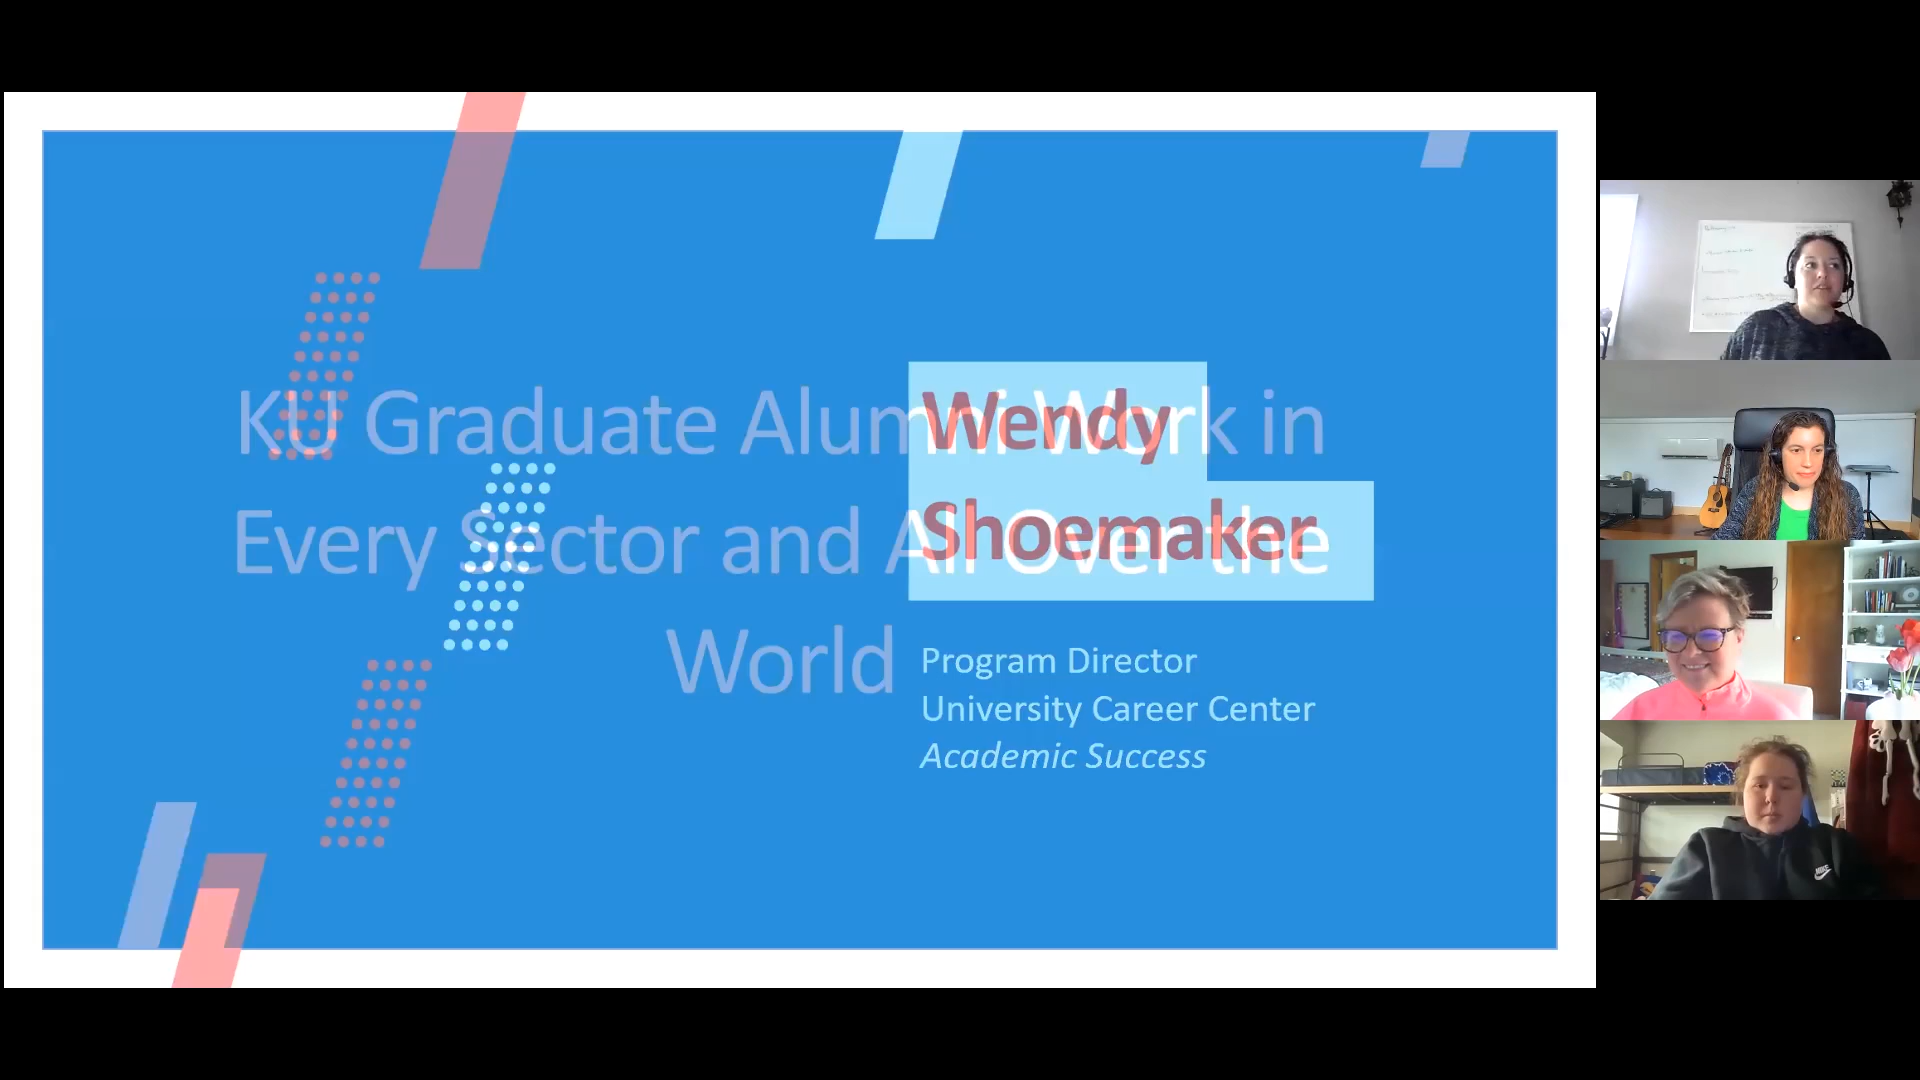 KU Graduate Alumni Work in
Every Sector and All Over the
World
Wendy
Shoemaker
Program Director
University Career Center
Academic Success